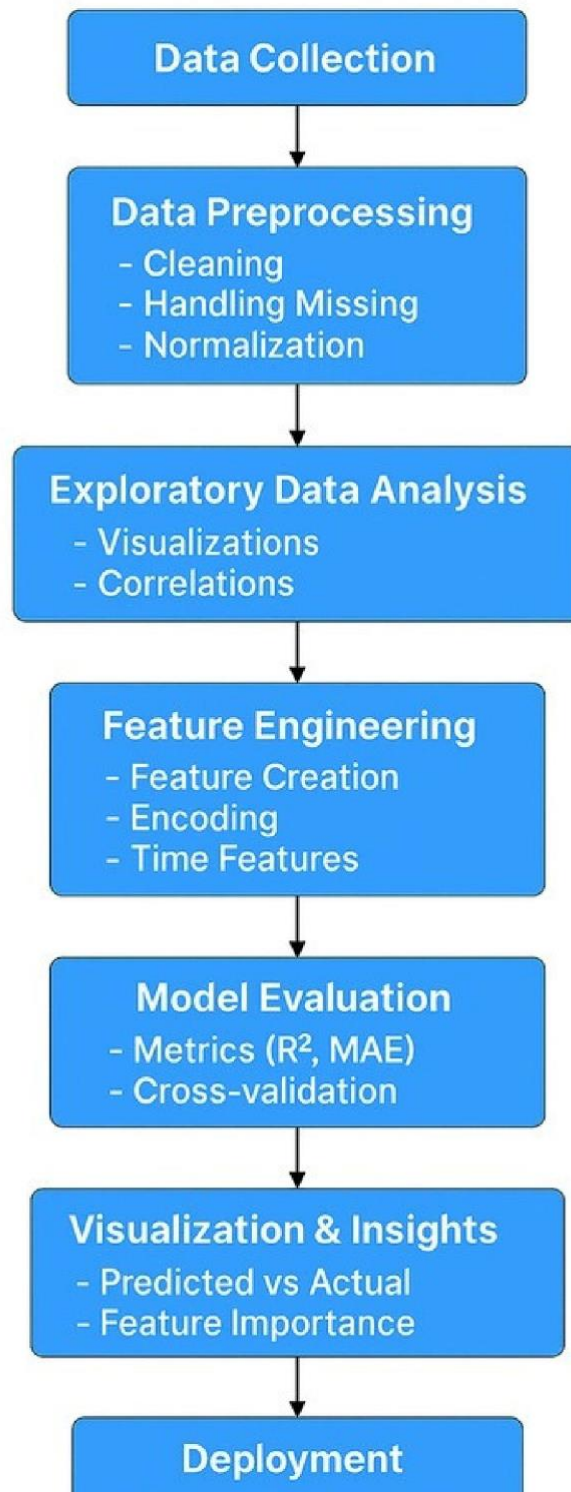 Data Collection
Data Preprocessing
- Cleaning
- Handling Missing
- Normalization
Exploratory Data Analysis
- Visualizations
- Correlations
Feature Engineering
- Feature Creation
- Encoding
- Time Features
Model Evaluation
- Metrics (R², MAE)
- Cross-validation
Visualization & Insights
- Predicted vs Actual
- Feature Importance
Deployment